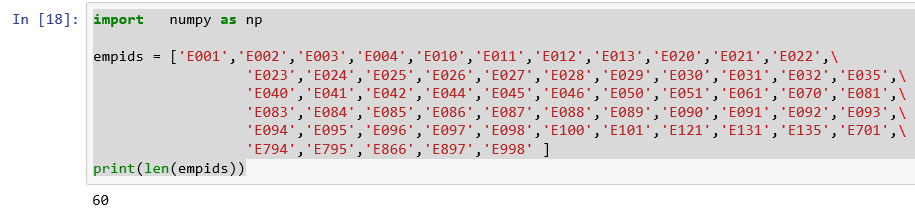 In [18]: import   numpy as np
empids = ['E001','E002','E003','E004','E010','E011','E012','E13','E020','E021','E022',\
'E023','E024','E025','E026','E027','E028','E029','E030','E031','E032','E035',\
'E040','E041','E042','E044','E045','E046','E050','E051','E061','E070','E081',\
'E083','E084','E085','E086','E087','E088','E089','E090','E091','E092','E093',\
'E094','E095','E096','E097','E098','E100','E101','E121','E131','E135','E701',\
'E794','E795','E866','E897','E998' ]
print(len(empids))
60